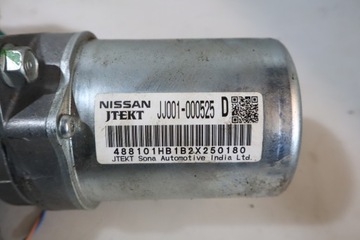 NISSAN
JTEKT JJ001-000525 D
488101HB1B2X250180
JTEKT Sona Automotive India Ltd.